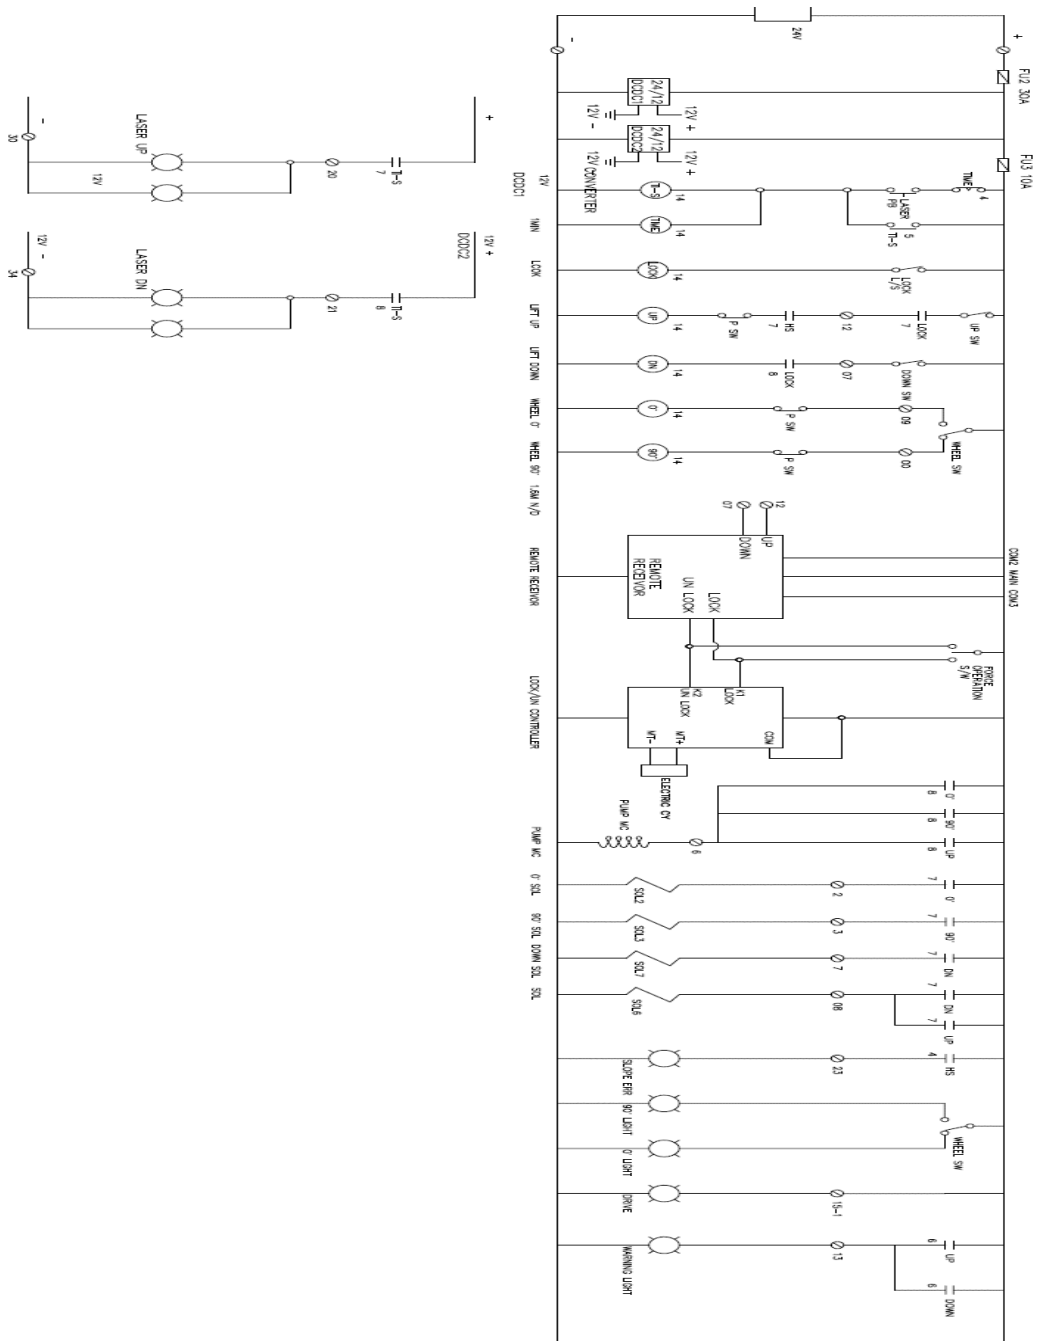 24V
-
+
FU2 30A
24/12
DCDC1
12V +
12V -
24/12
DCDC2
12V +
12V
CONVERTER
FU3 10A
12V
DCDC1
TI-S
14
LASER
PB
4
1MIN
14
TI-S
5
LOCK
LOCK
14
LOCK
L/S
LIFT UP
UP
14
P SW
HS
7
12
LOCK
7
UP SW
LIFT DOWN
DN
14
LOCK
8
07
DOWN SW
WHEEL 0'
0'
14
P SW
09
WHEEL SW
WHEEL 90'
90'
14
P SW
00
1.6M N/D
07
12
DOWN
UP
REMOTE RECEIVOR
REMOTE
RECEIVOR
UN LOCK
LOCK
COM2 MAIN COM3
FORCE
OPERATION
S/W
LOCK/UN CONTROLLER
K2
UN LOCK
K1
LOCK
MT-
MT+
COM
ELECTRIC CY
8
0'
8
90'
PUMP MC
PUMP MC
6
8
UP
0' SOL
SOL2
2
7
0'
90' SOL
SOL3
3
7
90'
DOWN SOL
SOL7
7
7
DN
SOL
SOL6
08
7
DN
7
UP
SLOPE ERR
23
4
HS
90' LIGHT
0' LIGHT
WHEEL SW
DRIVE
15-1
WARNING LIGHT
13
6
UP
6
DOWN
-
30
LASER UP
12V
20
TI-S
7
+
12V -
34
LASER DN
21
TI-S
8
12V +
DCDC2